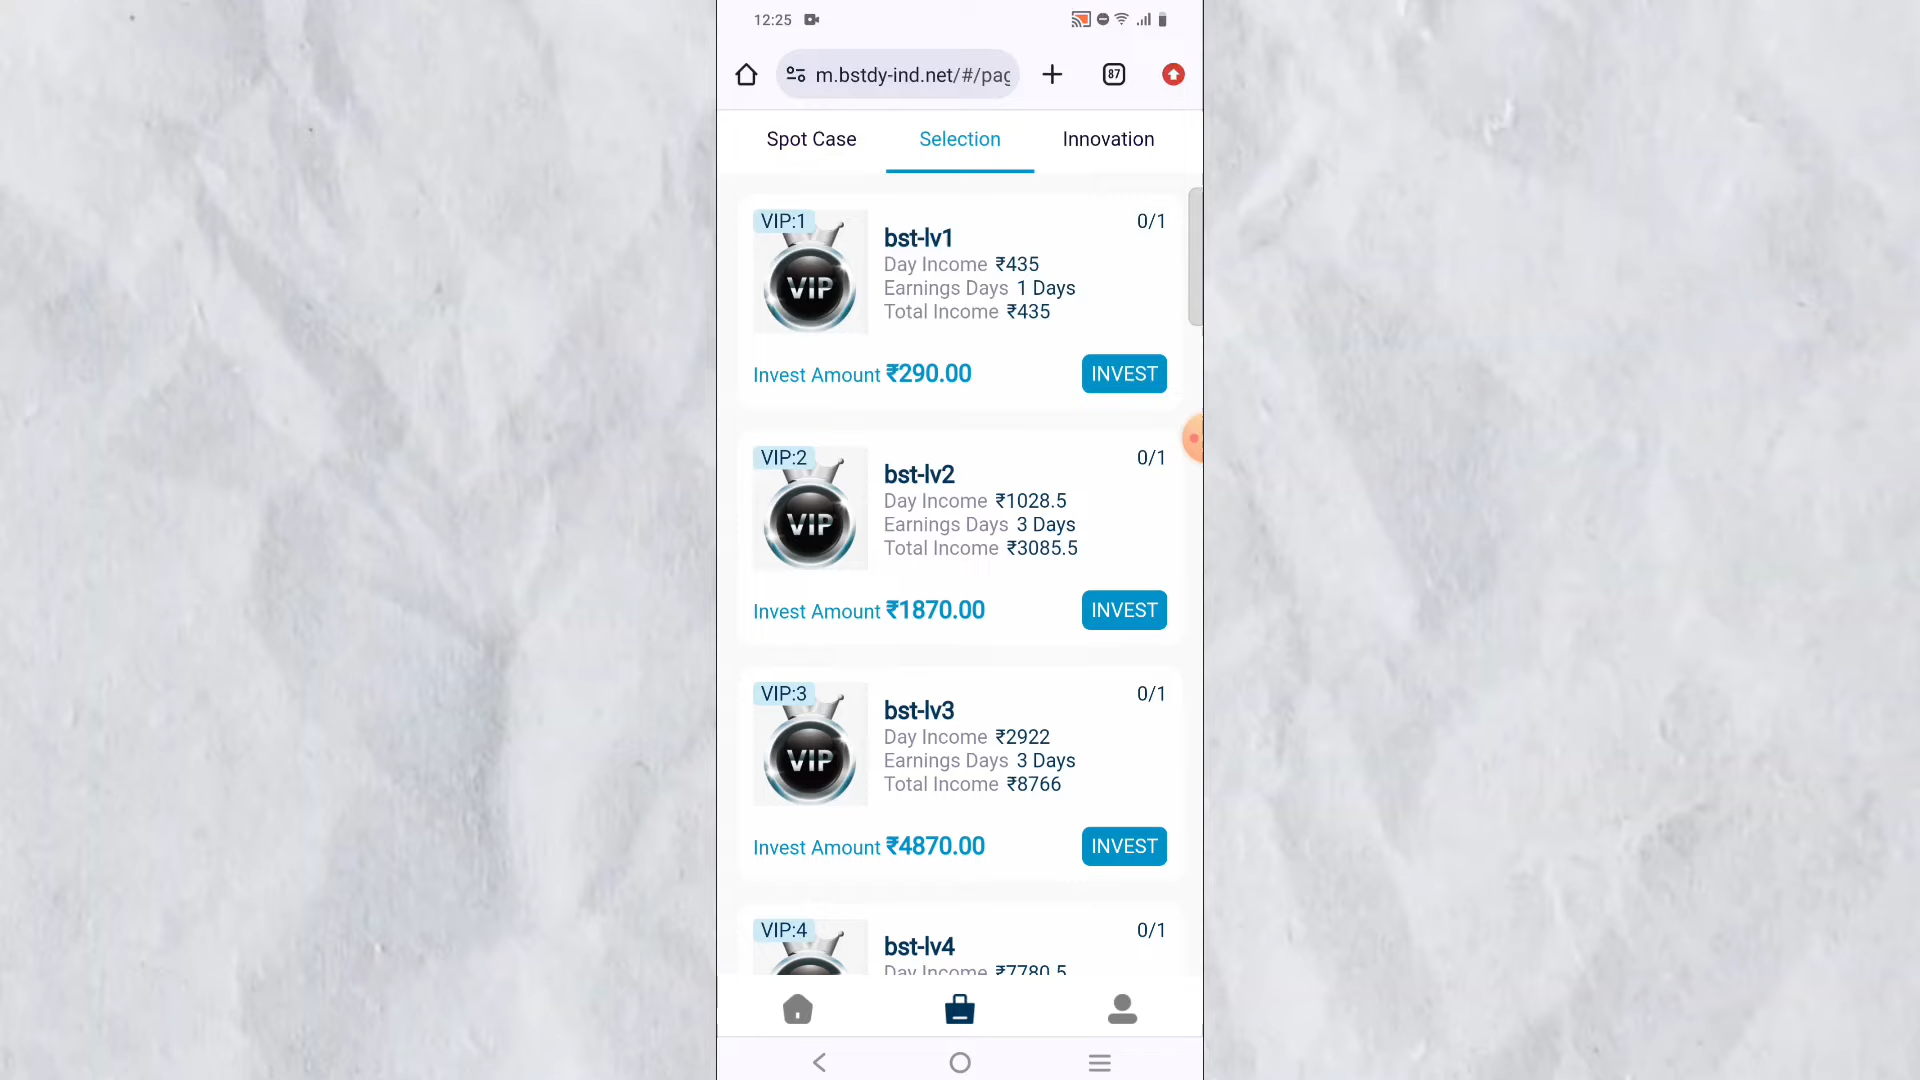 12:25
m.bstdy-ind.net/#/pag
87
Spot Case Selection Innovation
VIP:1
VIP
bst-lv1
0/1
Day Income ₹435
Earnings Days 1 Days
Total Income ₹435
Invest Amount ₹290.00
INVEST
VIP:2
VIP
bst-lv2
0/1
Day Income ₹1028.5
Earnings Days 3 Days
Total Income ₹3085.5
Invest Amount ₹1870.00
INVEST
VIP:3
VIP
bst-lv3
0/1
Day Income ₹2922
Earnings Days 3 Days
Total Income ₹8766
Invest Amount ₹4870.00
INVEST
VIP:4
bst-lv4
0/1
Day Income ₹7780.5